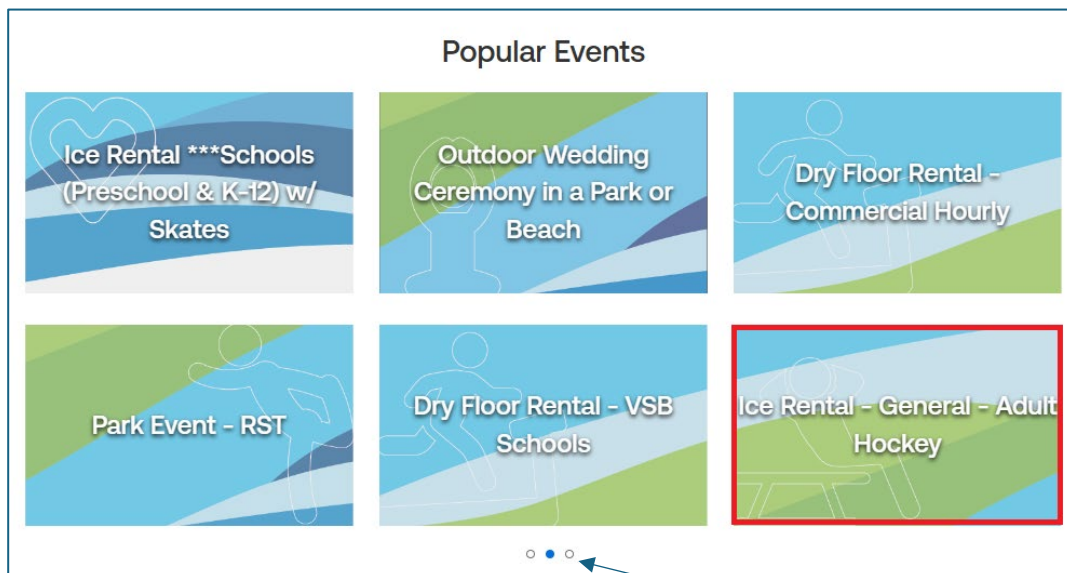 Popular Events
Ice Rental ***Schools
(Preschool & K-12) w/
Skates
Outdoor Wedding
Ceremony in a Park or
Beach
Dry Floor Rental -
Commercial Hourly
Park Event - RST
Dry Floor Rental - VSB
Schools
Ice Rental - General - Adult
Hockey